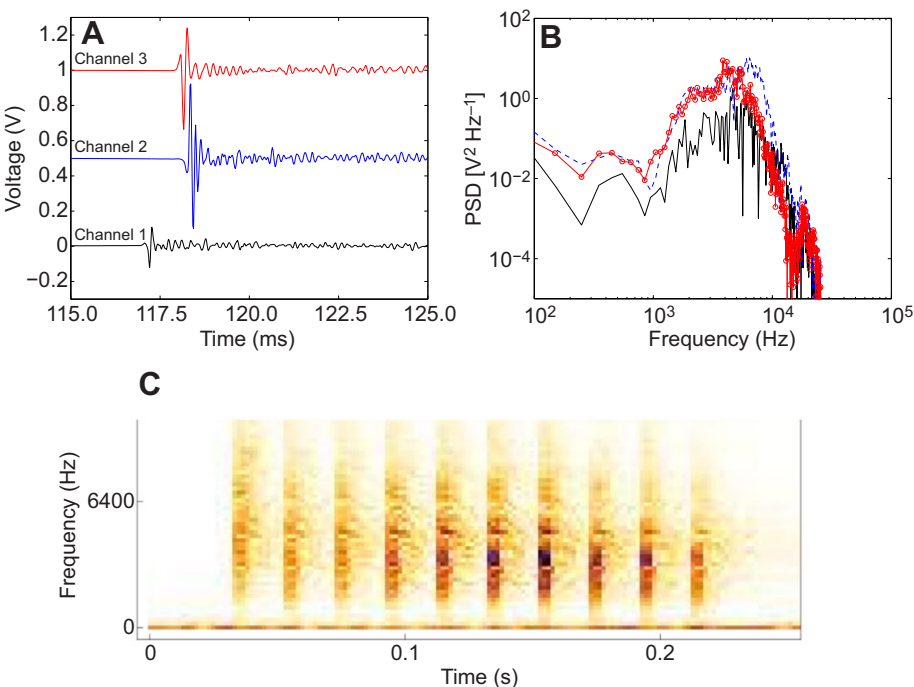 A
1.2
1
0.8
0.6
0.4
0.2
0
−0.2
Voltage (V)
Channel 3
Channel 2
Channel 1
115.0 117.5 120.0 122.5 125.0
Time (ms)
B
10² 10⁰ 10⁻² 10⁻⁴
PSD [V² Hz⁻¹]
10² 10³ 10⁴ 10⁵
Frequency (Hz)
C
6400
0
Frequency (Hz)
0 0.1 0.2
Time (s)